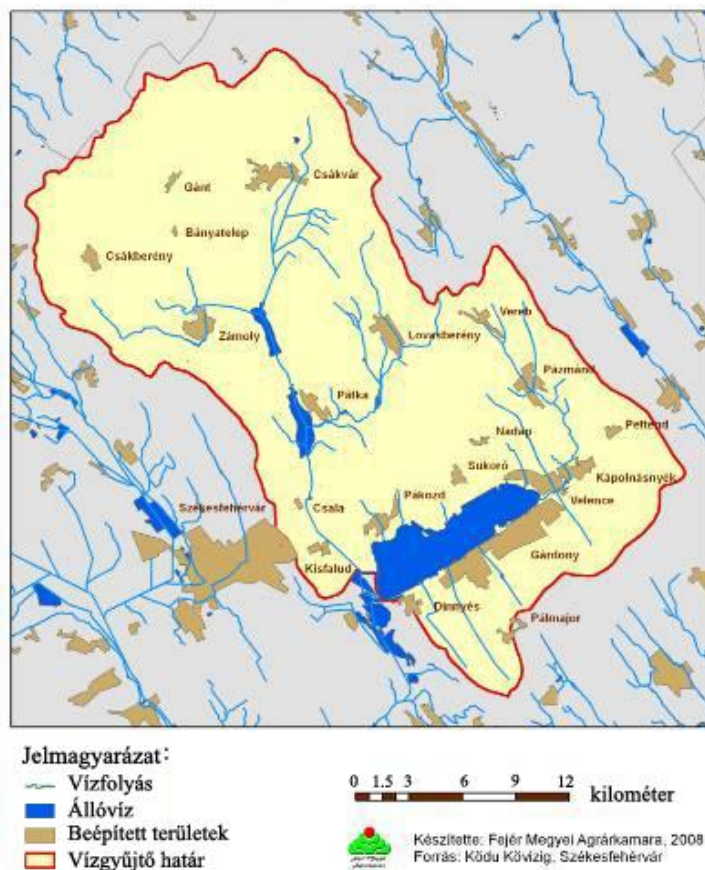 Csákvár
Gánt
Bányatelep
Csákberény
Zámoly
Lovasberény
Vereb
Pázmánd
Pátka
Nadap
Pettend
Sukoró
Kápolnásnyék
Székesfehérvár
Csala
Pákozd
Velence
Kisfalud
Gárdony
Dinnyés
Pálmajor
Jelmagyarázat:
Vízfolyás
Állóvíz
Beépített területek
Vízgyűjtő határ
0 1.5 3 6 9 12 kilométer
Készítette: Fejér Megyei Agrárkamara, 2008
Forrás: Ködu Kövizig, Székesfehérvár